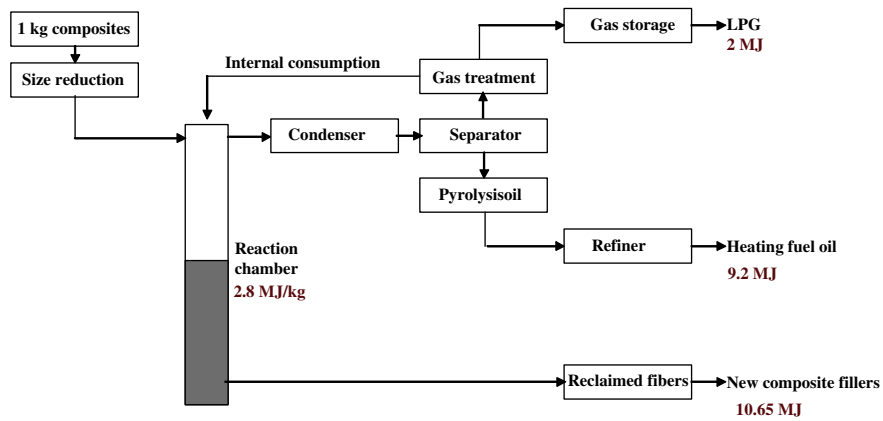 1 kg composites
Size reduction
Internal consumption
Gas treatment
Gas storage
LPG
2 MJ
Condenser
Separator
Pyrolysisoil
Reaction
chamber
2.8 MJ/kg
Refiner
Heating fuel oil
9.2 MJ
Reclaimed fibers
New composite fillers
10.65 MJ